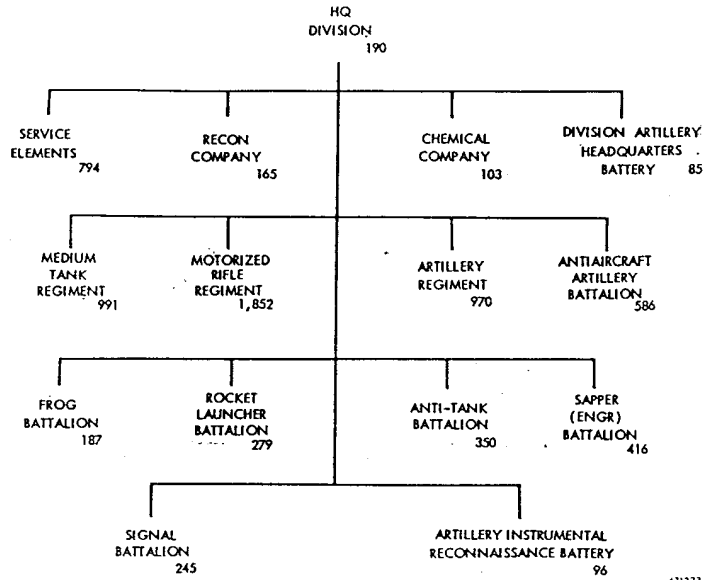 HQ
DIVISION
190
SERVICE
ELEMENTS
794
RECON
COMPANY
165
CHEMICAL
COMPANY
103
DIVISION ARTILLERY
HEADQUARTERS
BATTERY
85
MEDIUM
TANK
REGIMENT
991
MOTORIZED
RIFLE
REGIMENT
1,852
ARTILLERY
REGIMENT
970
ANTIAIRCRAFT
ARTILLERY
BATTALION
586
FROG
BATTALION
187
ROCKET
LAUNCHER
BATTALION
279
ANTI-TANK
BATTALION
350
SAPPER
(ENGR)
BATTALION
416
SIGNAL
BATTALION
245
ARTILLERY INSTRUMENTAL
RECONNAISSANCE BATTERY
96